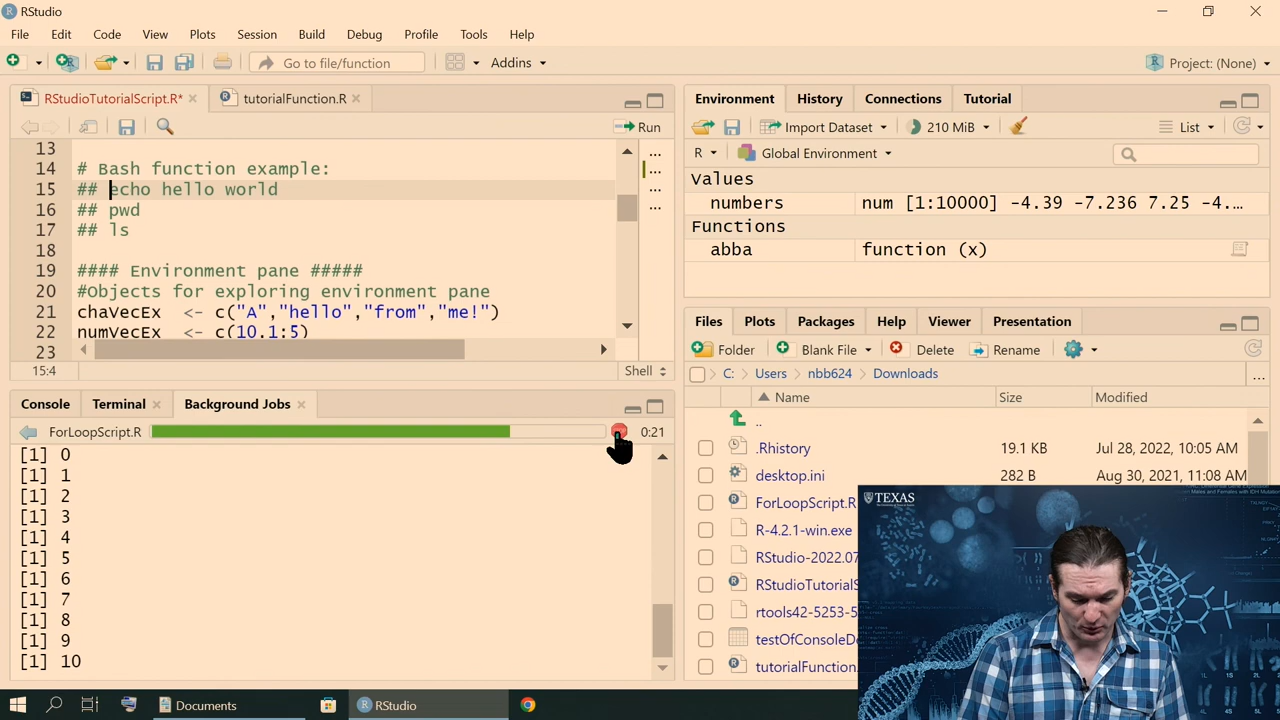 RStudio
File Edit Code View Plots Session Build Debug Profile Tools Help
Go to file/function Addins Project: (None)
RStudioTutorialScript.R* tutorialFunction.R
Run
13
14 # Bash function example:
15 ## echo hello world
16 ## pwd
17 ## ls
18
19 #### Environment pane #####
20 #Objects for exploring environment pane
21 chaVecEx <- c("A","hello","from","me!")
22 numVecEx <- c(10.1:5)
23
15:4 Shell
Console Terminal Background Jobs
ForLoopScript.R 0:21
[1] 0
[1] 1
[1] 2
[1] 3
[1] 4
[1] 5
[1] 6
[1] 7
[1] 8
[1] 9
[1] 10
Environment History Connections Tutorial
Import Dataset 210 MiB List
R Global Environment
Values
numbers num [1:10000] -4.39 -7.236 7.25 -4.…
Functions
abba function (x)
Files Plots Packages Help Viewer Presentation
Folder Blank File Delete Rename
C: Users nbb624 Downloads ...
Name Size Modified
..
.Rhistory 19.1 KB Jul 28, 2022, 10:05 AM
desktop.ini 282 B Aug 30, 2021, 11:08 AM
ForLoopScript.R
R-4.2.1-win.exe
RStudio-2022.07
RStudioTutorialS
rtools42-5253-5
testOfConsoleDo
tutorialFunction.
TEXAS
Documents RStudio